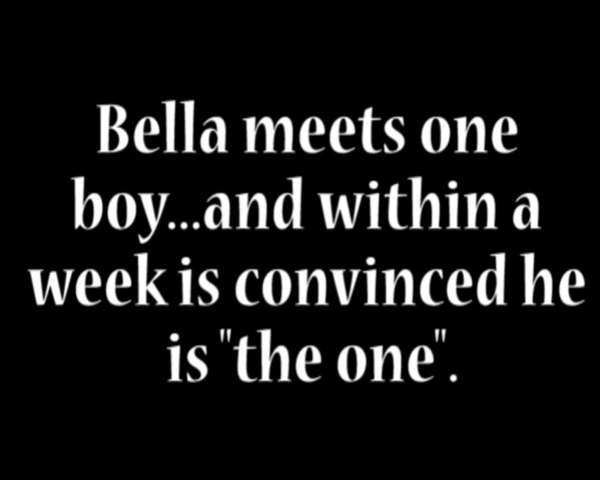 Bella meets one
boy...and within a
week is convinced he
is "the one".